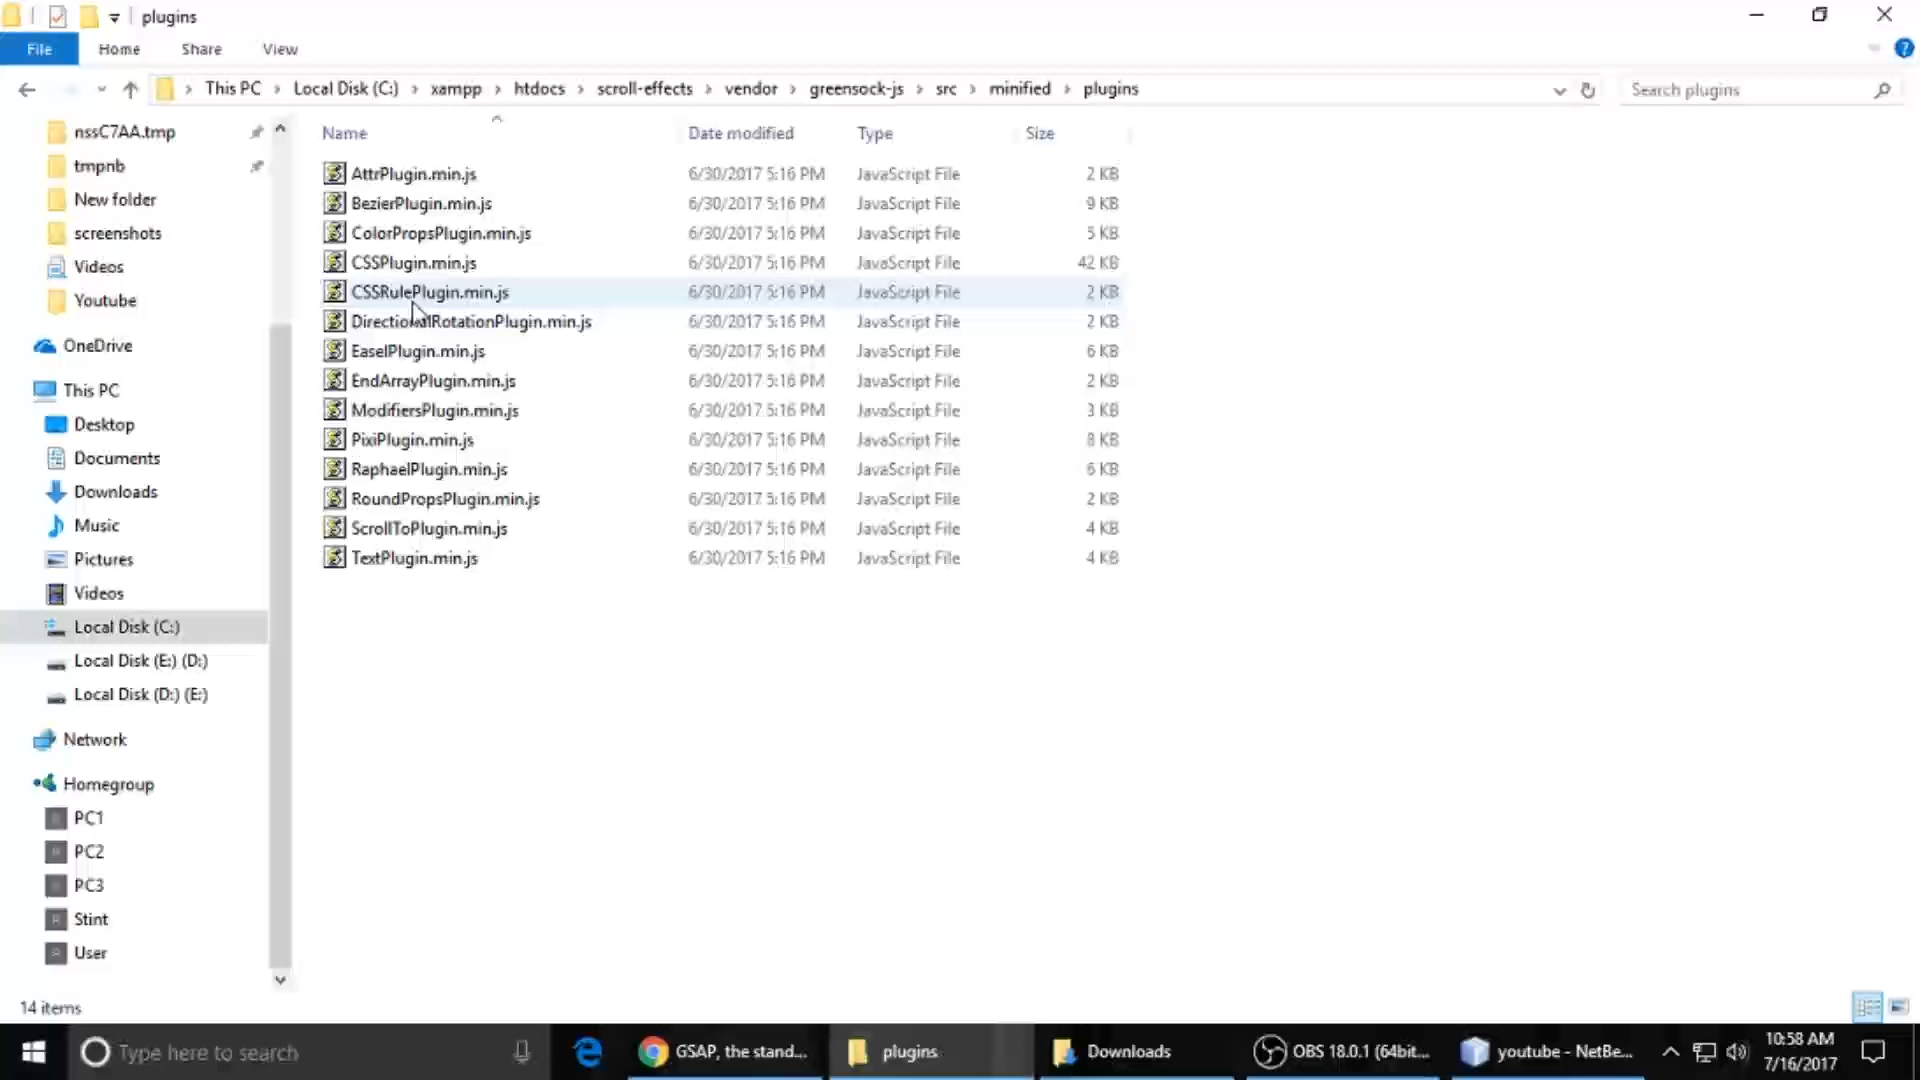 plugins
File Home Share View
This PC Local Disk (C:) xampp htdocs scroll-effects vendor greensock-js src minified plugins Search plugins
nssC7AA.tmp
tmpnb
New folder
screenshots
Videos
Youtube
OneDrive
This PC
Desktop
Documents
Downloads
Music
Pictures
Videos
Local Disk (C:)
Local Disk (E:) (D:)
Local Disk (D:) (E:)
Network
Homegroup
PC1
PC2
PC3
Stint
User
Name Date modified Type Size
AttrPlugin.min.js 6/30/2017 5:16 PM JavaScript File 2 KB
BezierPlugin.min.js 6/30/2017 5:16 PM JavaScript File 9 KB
ColorPropsPlugin.min.js 6/30/2017 5:16 PM JavaScript File 5 KB
CSSPlugin.min.js 6/30/2017 5:16 PM JavaScript File 42 KB
CSSRulePlugin.min.js 6/30/2017 5:16 PM JavaScript File 2 KB
DirectionalRotationPlugin.min.js 6/30/2017 5:16 PM JavaScript File 2 KB
EaselPlugin.min.js 6/30/2017 5:16 PM JavaScript File 6 KB
EndArrayPlugin.min.js 6/30/2017 5:16 PM JavaScript File 2 KB
ModifiersPlugin.min.js 6/30/2017 5:16 PM JavaScript File 3 KB
PixiPlugin.min.js 6/30/2017 5:16 PM JavaScript File 8 KB
RaphaelPlugin.min.js 6/30/2017 5:16 PM JavaScript File 6 KB
RoundPropsPlugin.min.js 6/30/2017 5:16 PM JavaScript File 2 KB
ScrollToPlugin.min.js 6/30/2017 5:16 PM JavaScript File 4 KB
TextPlugin.min.js 6/30/2017 5:16 PM JavaScript File 4 KB
14 items
Type here to search GSAP, the stand... plugins Downloads OBS 18.0.1 (64bit... youtube - NetBe... 10:58 AM
7/16/2017